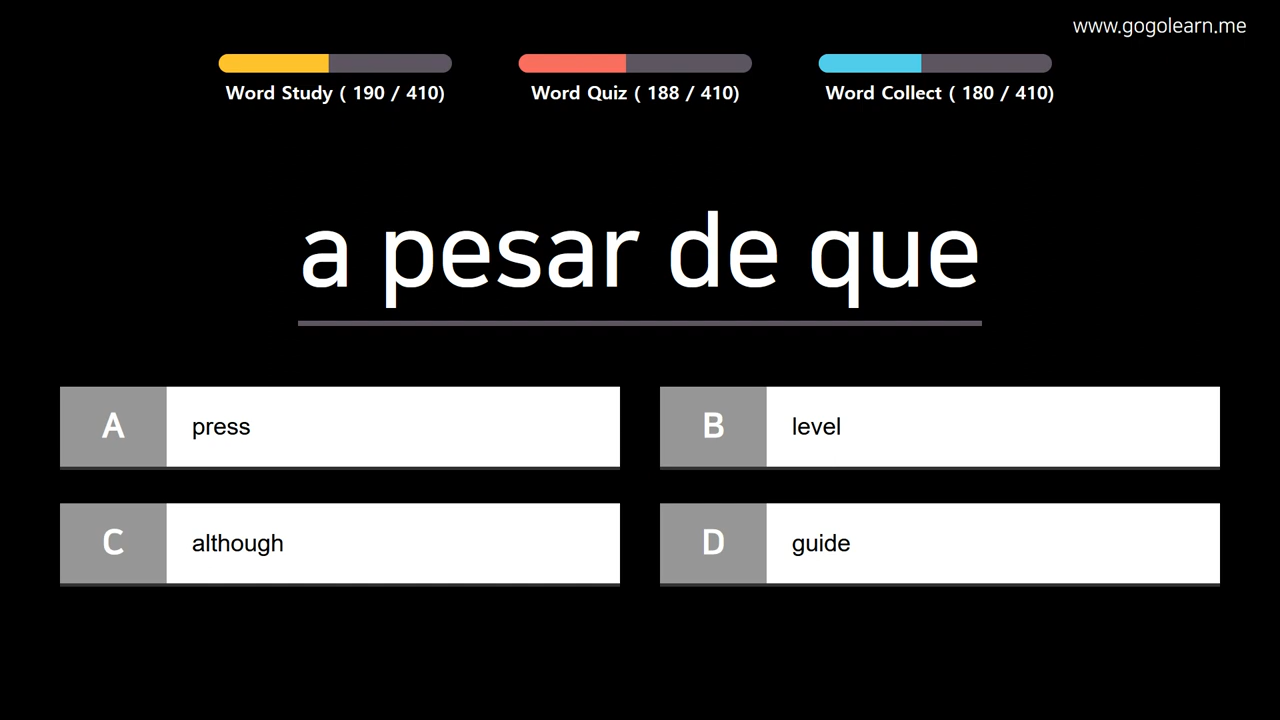 www.gogolearn.me
Word Study ( 190 / 410)
Word Quiz ( 188 / 410)
Word Collect ( 180 / 410)
a pesar de que
A press
B level
C although
D guide